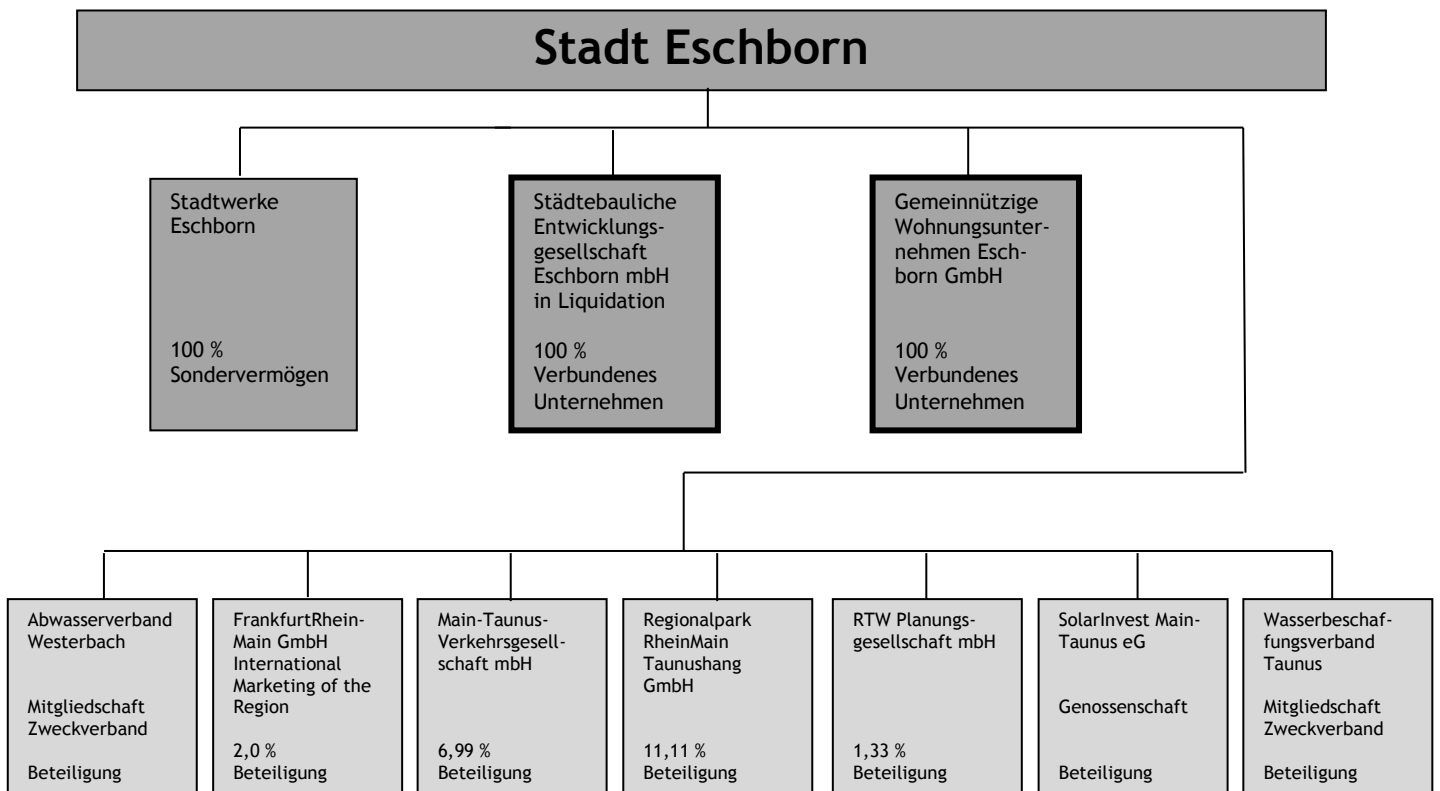 Stadt Eschborn
Stadtwerke
Eschborn
100 %
Sondervermögen
Städtebauliche
Entwicklungs-
gesellschaft
Eschborn mbH
in Liquidation
100 %
Verbundenes
Unternehmen
Gemeinnützige
Wohnungsunter-
nehmen Esch-
born GmbH
100 %
Verbundenes
Unternehmen
Abwasserverband
Westerbach
Mitgliedschaft
Zweckverband
Beteiligung
FrankfurtRhein-
Main GmbH
International
Marketing of the
Region
2,0 %
Beteiligung
Main-Taunus-
Verkehrsgesell-
schaft mbH
6,99 %
Beteiligung
Regionalpark
RheinMain
Taunushang
GmbH
11,11 %
Beteiligung
RTW Planungs-
gesellschaft mbH
1,33 %
Beteiligung
SolarInvest Main-
Taunus eG
Genossenschaft
Beteiligung
Wasserbeschaf-
fungsverband
Taunus
Mitgliedschaft
Zweckverband
Beteiligung